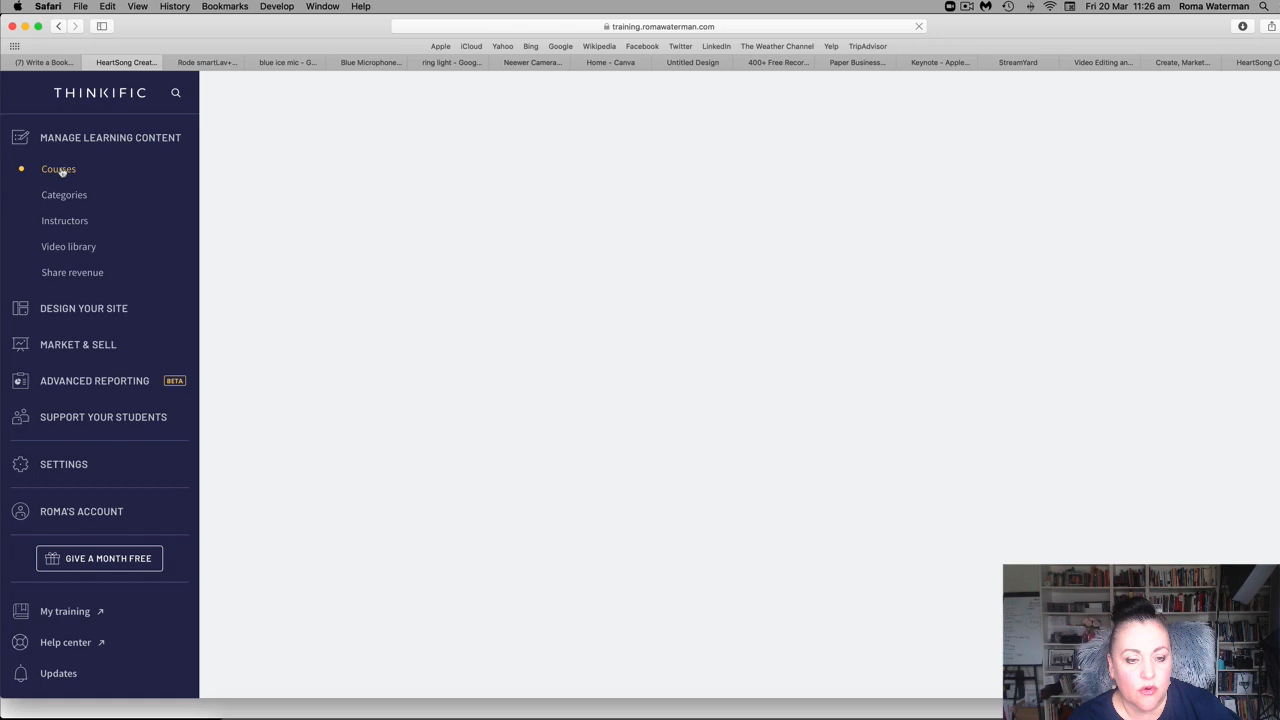 Safari File Edit View History Bookmarks Develop Window Help Fri 20 Mar 11:26 am Roma Waterman
training.romawaterman.com
Apple iCloud Yahoo Bing Google Wikipedia Facebook Twitter LinkedIn The Weather Channel Yelp TripAdvisor
(7) Write a Book... HeartSong Creat... Rode smartLav+... blue ice mic - G... Blue Microphone... ring light - Goog... Neewer Camera... Home - Canva Untitled Design 400+ Free Recor... Paper Business... Keynote - Apple... StreamYard Video Editing an... Create, Market... HeartSong C
THINKIFIC
MANAGE LEARNING CONTENT
Courses
Categories
Instructors
Video library
Share revenue
DESIGN YOUR SITE
MARKET & SELL
ADVANCED REPORTING BETA
SUPPORT YOUR STUDENTS
SETTINGS
ROMA'S ACCOUNT
GIVE A MONTH FREE
My training
Help center
Updates